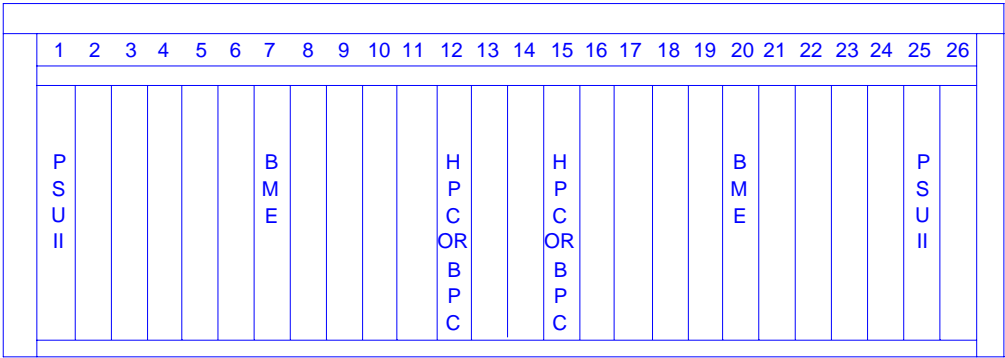 1 2 3 4 5 6 7 8 9 10 11 12 13 14 15 16 17 18 19 20 21 22 23 24 25 26
P B H H B P
S M P P M S
U E C C E U
II OR OR II
B B
P P
C C